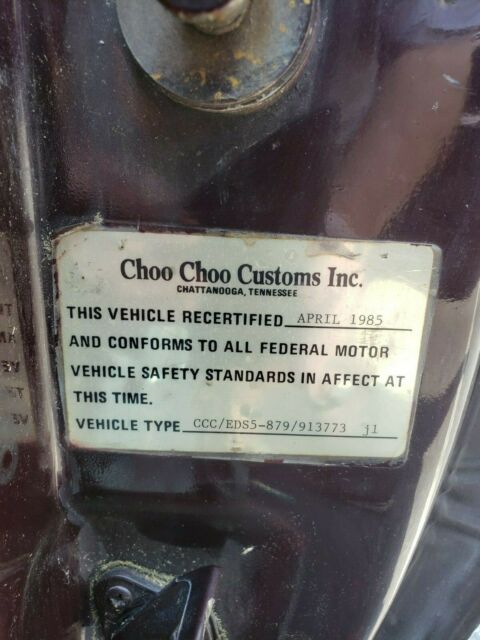 Choo Choo Customs Inc.
CHATTANOOGA, TENNESSEE
THIS VEHICLE RECERTIFIED APRIL 1985
AND CONFORMS TO ALL FEDERAL MOTOR
VEHICLE SAFETY STANDARDS IN AFFECT AT
THIS TIME.
VEHICLE TYPE CCC/EDS5-879/913773 j1